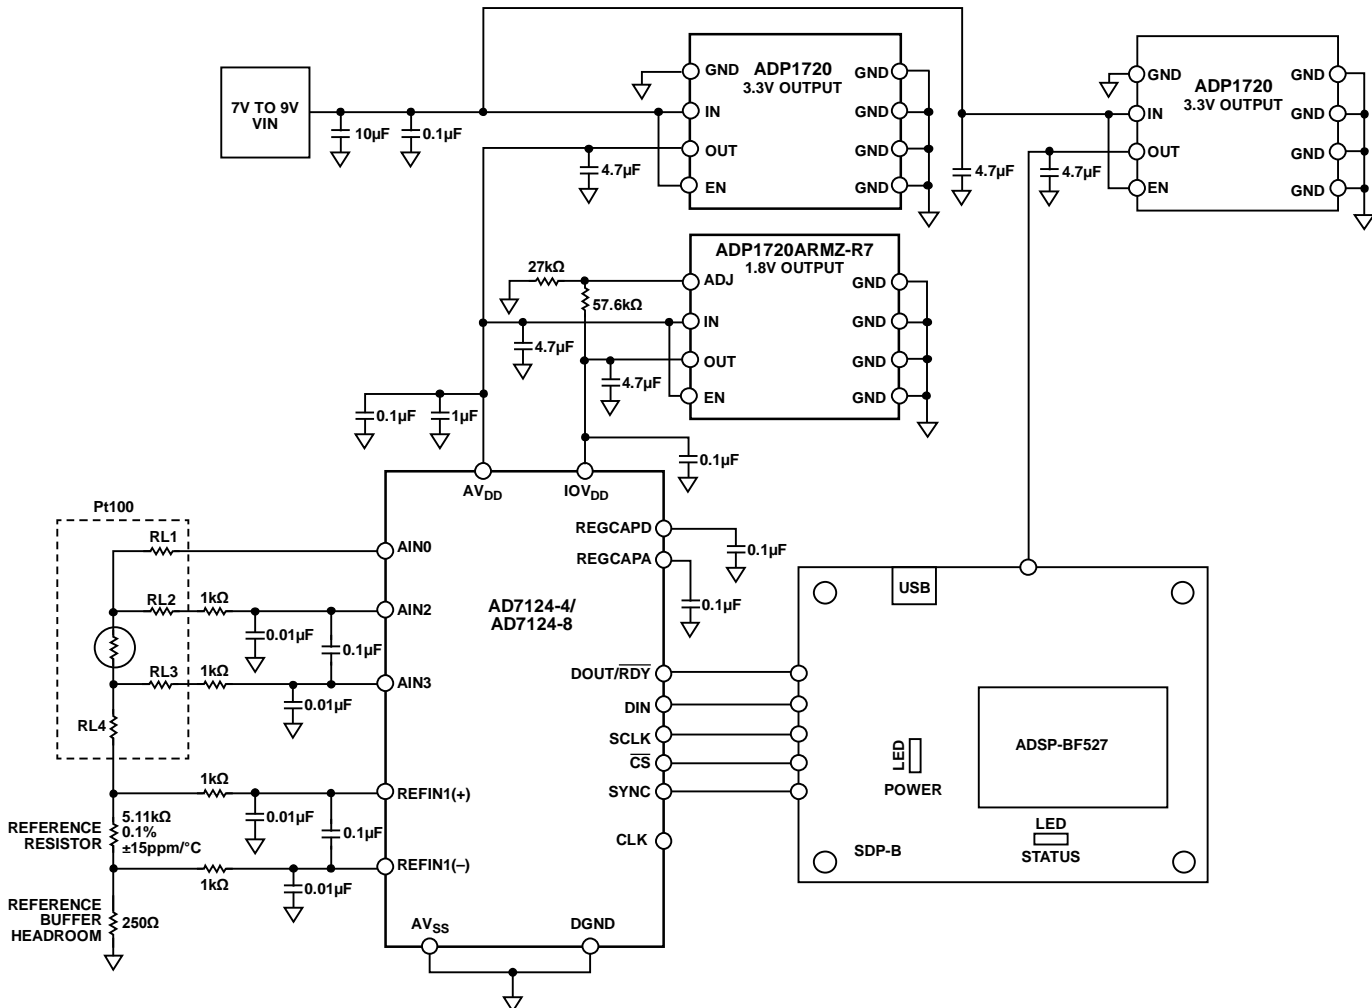 7V TO 9V
VIN
10µF
0.1µF
GND
IN
OUT
EN
ADP1720
3.3V OUTPUT
GND
GND
GND
GND
4.7µF
4.7µF
4.7µF
GND
IN
OUT
EN
ADP1720
3.3V OUTPUT
GND
GND
GND
GND
ADP1720ARMZ-R7
1.8V OUTPUT
ADJ
IN
OUT
EN
GND
GND
GND
GND
27kΩ
57.6kΩ
4.7µF
4.7µF
0.1µF
1µF
0.1µF
AVDD
IOVDD
Pt100
RL1
RL2
RL3
RL4
1kΩ
1kΩ
0.01µF
0.1µF
0.01µF
AIN0
AIN2
AIN3
REFIN1(+)
REFIN1(–)
AD7124-4/
AD7124-8
REGCAPD
REGCAPA
0.1µF
0.1µF
DOUT/RDY
DIN
SCLK
CS
SYNC
CLK
1kΩ
0.01µF
0.1µF
1kΩ
0.01µF
REFERENCE
RESISTOR
5.11kΩ
0.1%
±15ppm/°C
REFERENCE
BUFFER
HEADROOM
250Ω
AVSS
DGND
USB
ADSP-BF527
LED
POWER
LED
STATUS
SDP-B